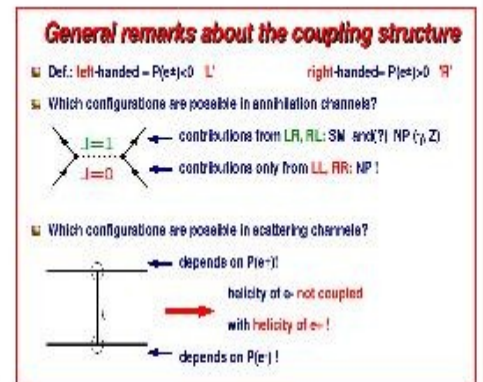 General remarks about the coupling structure
Def.: left-handed = P(e±)<0 'L' right-handed= P(e±)>0 'R'
Which configurations are possible in annihilation channels?
J=1
contributions from LR, RL: SM and(?) NP (γ, Z)
J=0
contributions only from LL, RR: NP !
Which configurations are possible in scattering channels?
depends on P(e+)!
helicity of e- not coupled
with helicity of e+ !
depends on P(e-) !